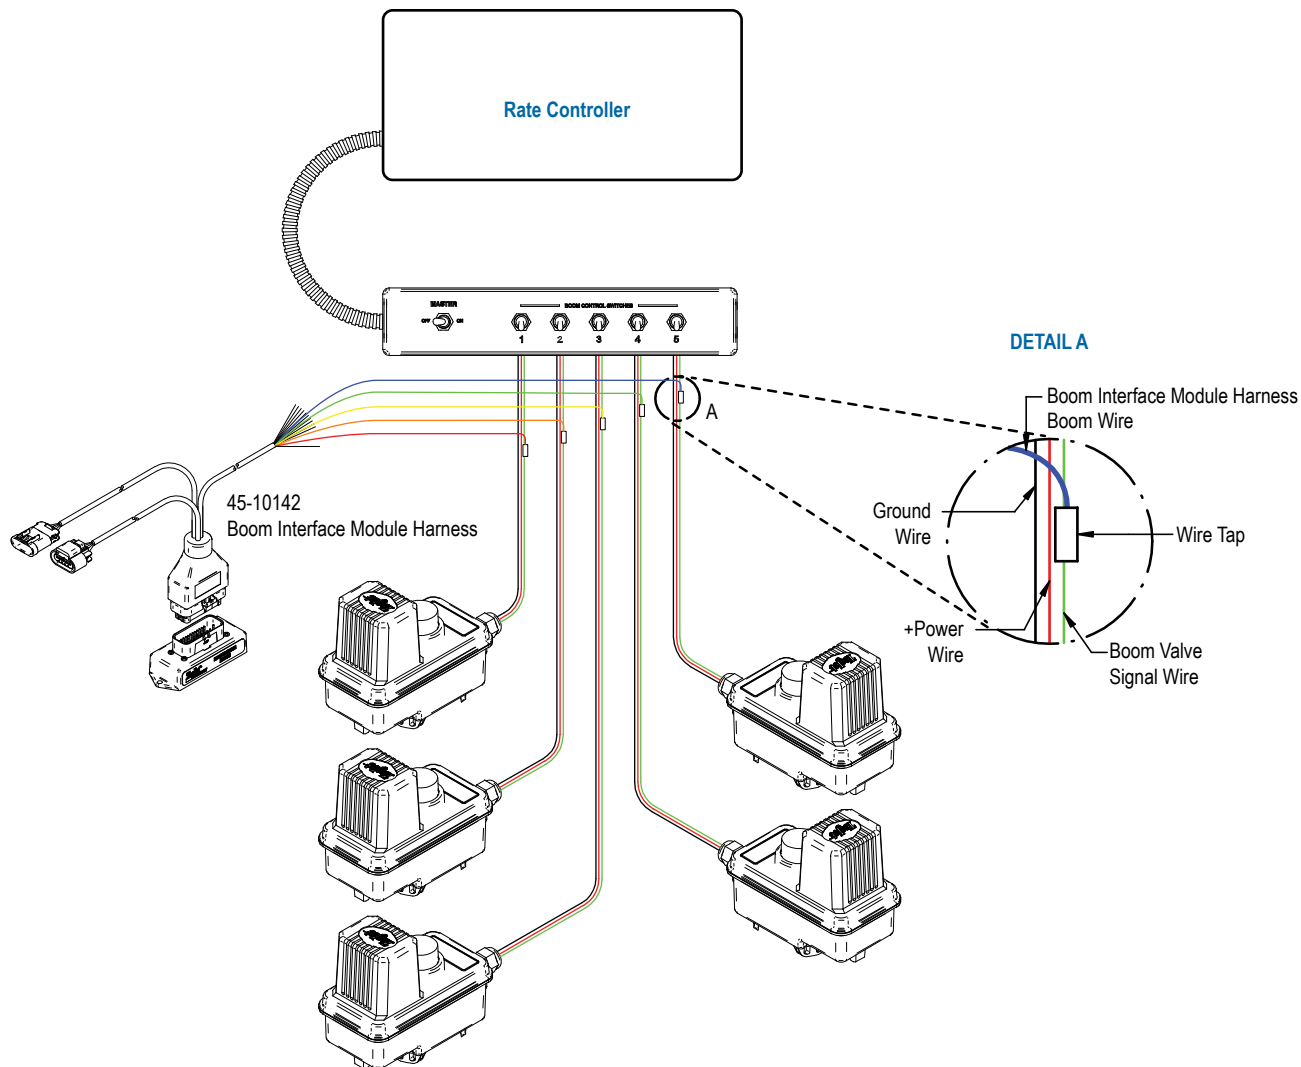 Rate Controller
MASTER
OFF
ON
BOOM CONTROL SWITCHES
1
2
3
4
5
A
DETAIL A
Boom Interface Module Harness
Boom Wire
Ground
Wire
Wire Tap
+Power
Wire
Boom Valve
Signal Wire
45-10142
Boom Interface Module Harness